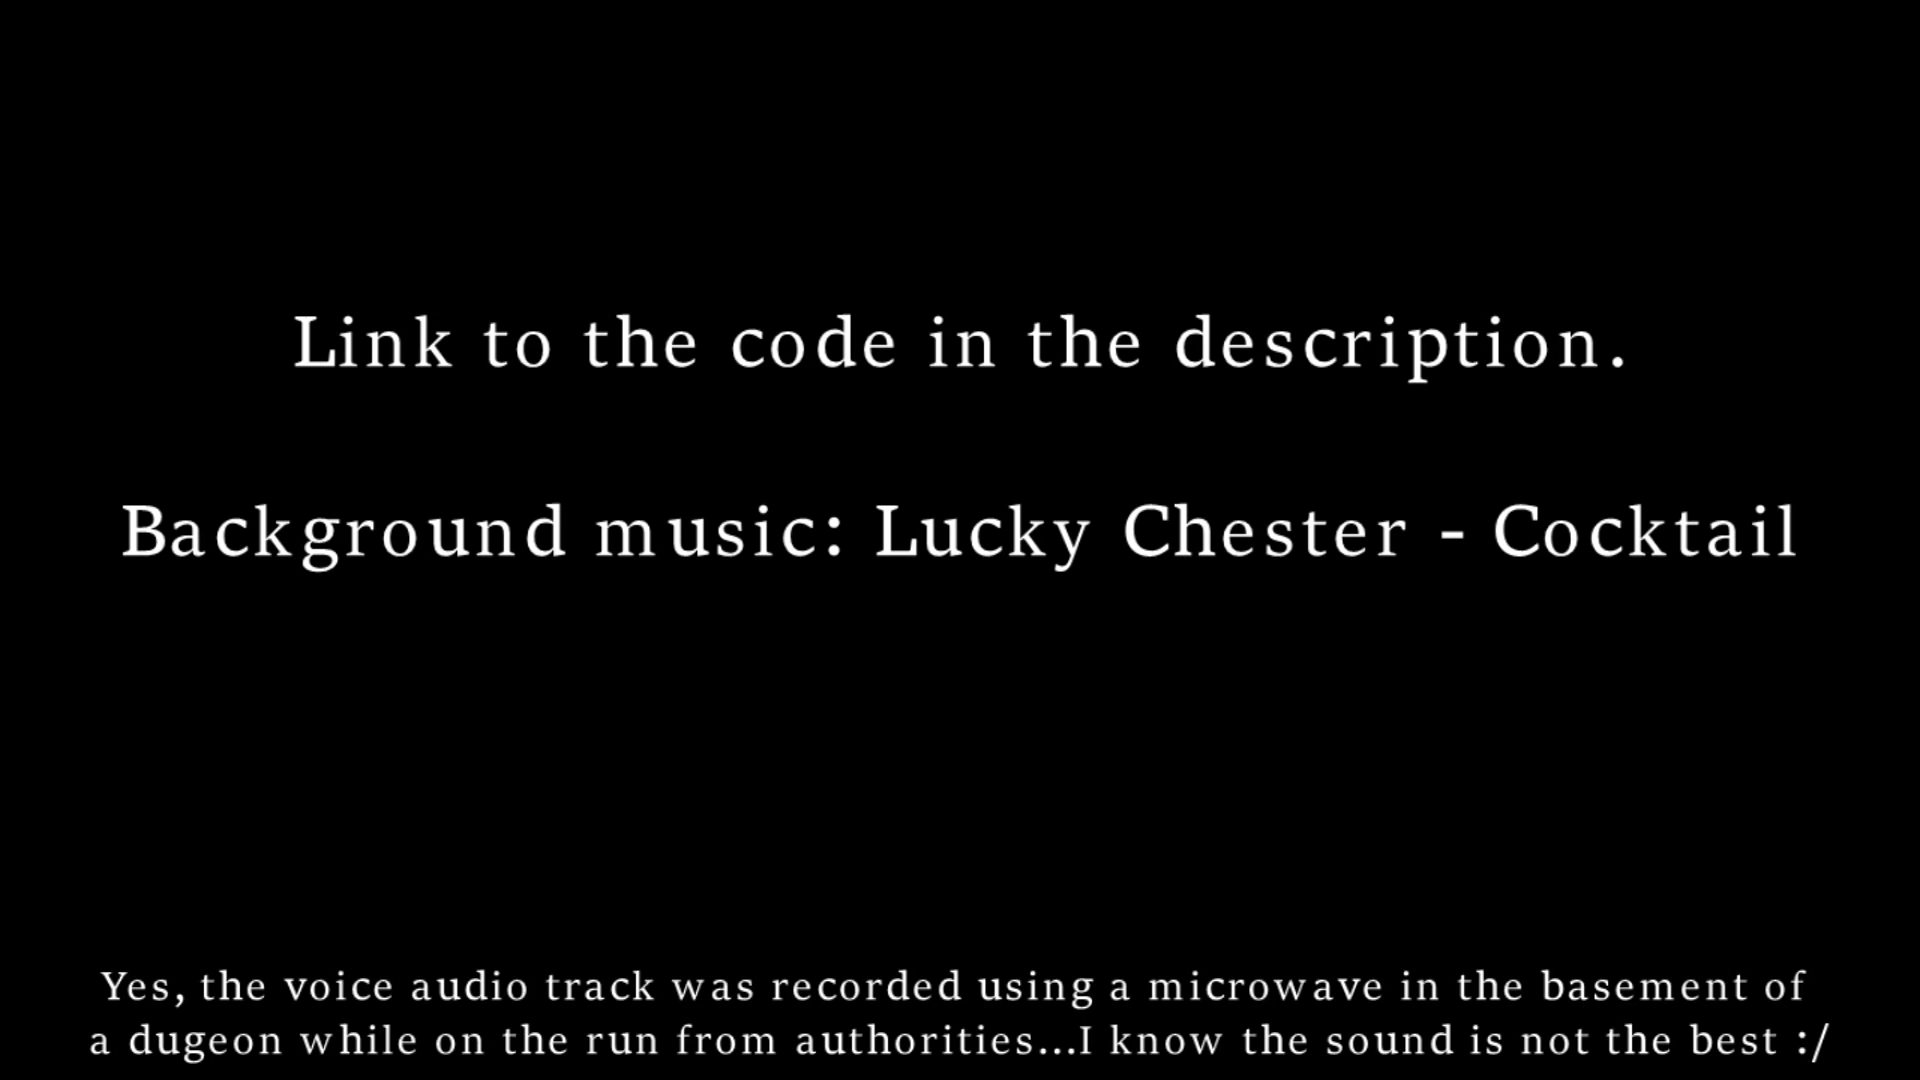 Link to the code in the description.
Background music: Lucky Chester - Cocktail
Yes, the voice audio track was recorded using a microwave in the basement of
a dugeon while on the run from authorities...I know the sound is not the best :/